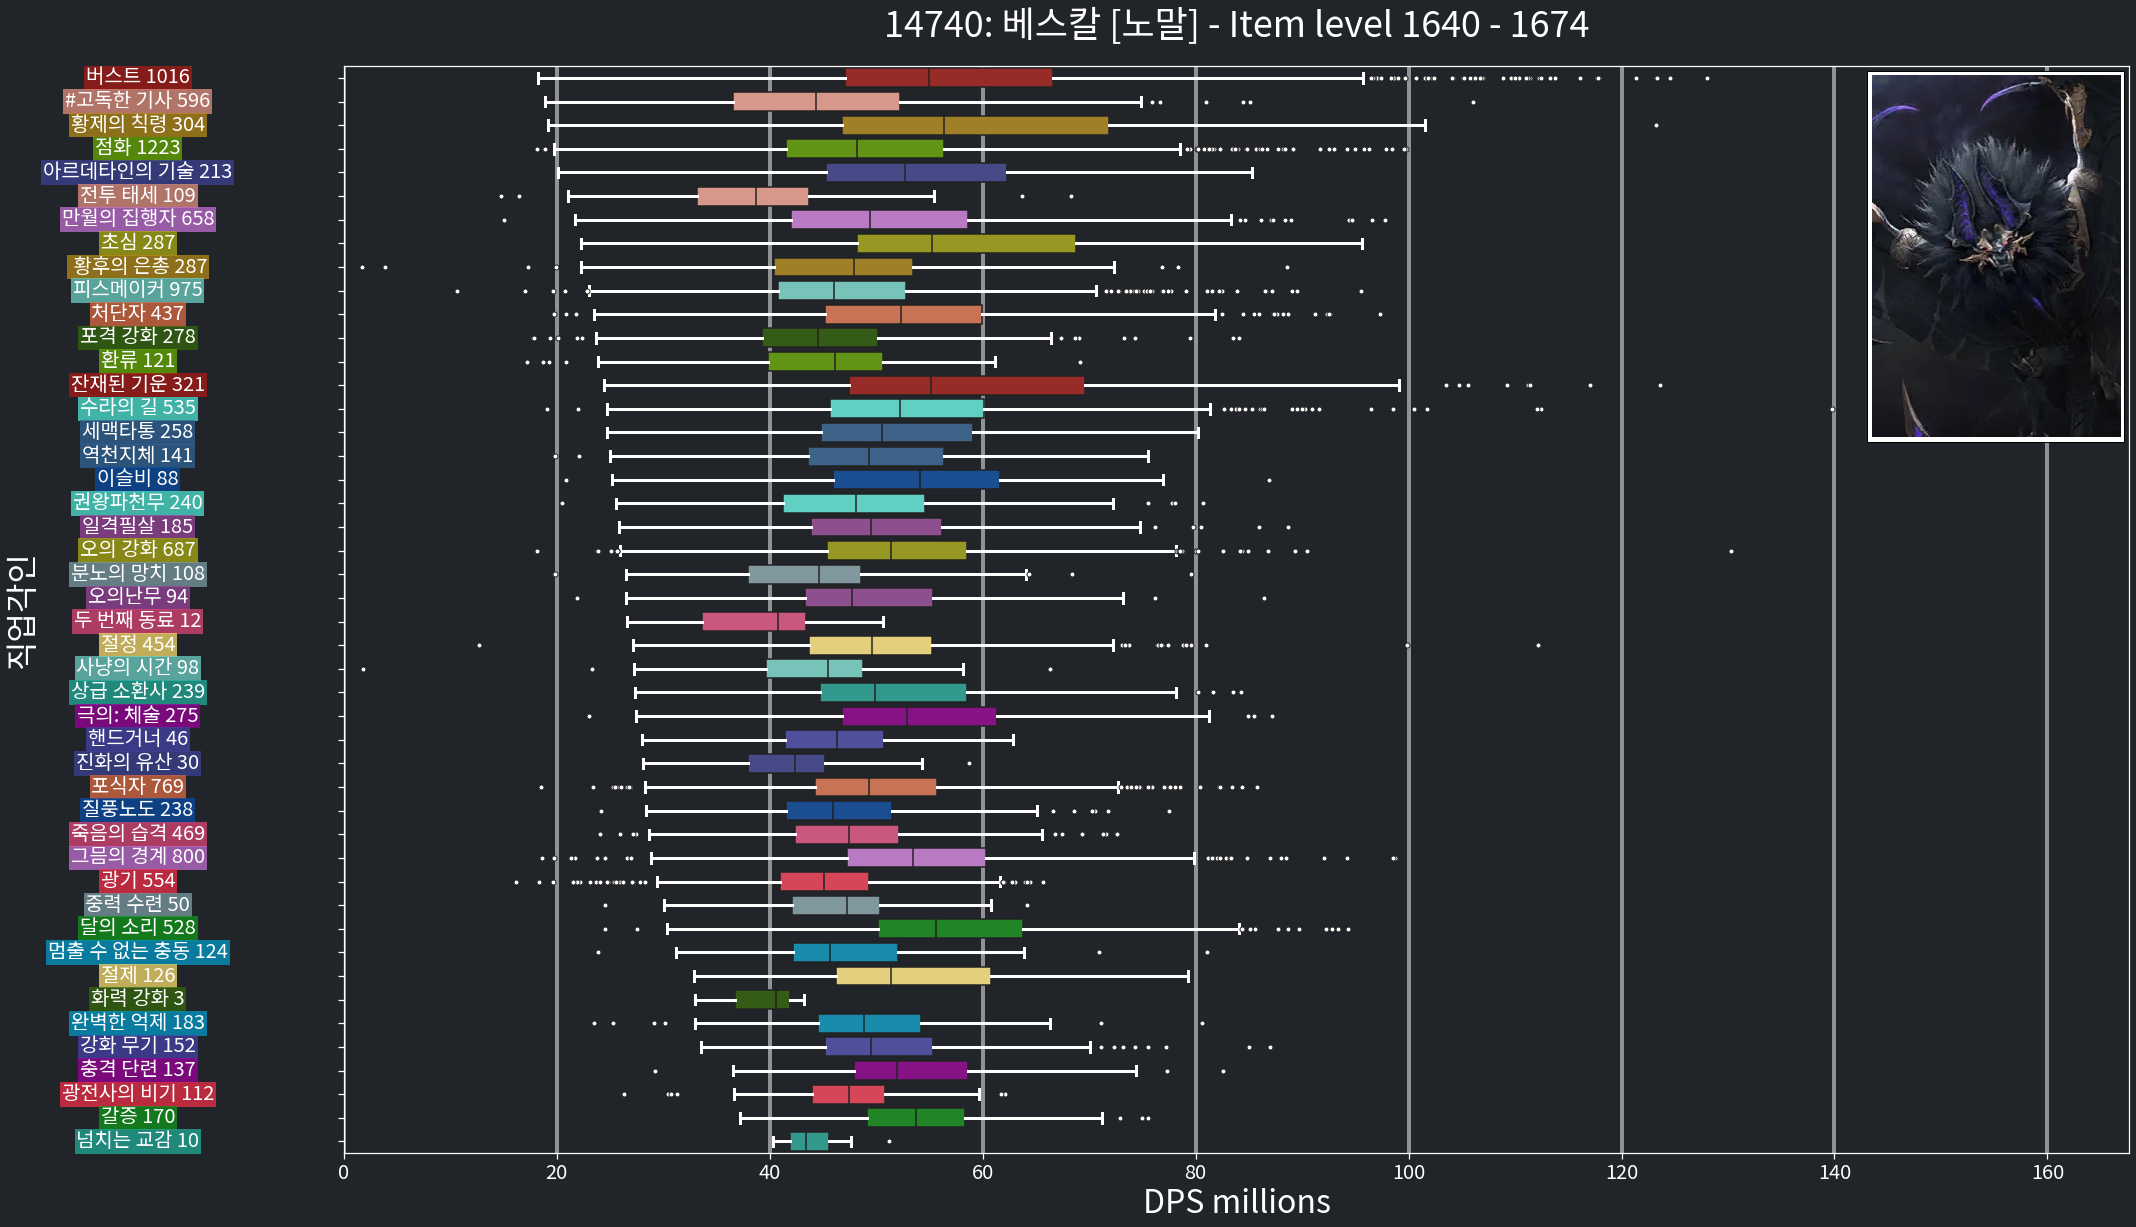 14740: 베스칼 [노말] - Item level 1640 - 1674
버스트 1016
#고독한 기사 596
황제의 칙령 304
점화 1223
아르데타인의 기술 213
전투 태세 109
만월의 집행자 658
초심 287
황후의 은총 287
피스메이커 975
처단자 437
포격 강화 278
환류 121
잔재된 기운 321
수라의 길 535
세맥타통 258
역천지체 141
이슬비 88
권왕파천무 240
일격필살 185
오의 강화 687
분노의 망치 108
오의난무 94
두 번째 동료 12
절정 454
사냥의 시간 98
상급 소환사 239
극의: 체술 275
핸드거너 46
진화의 유산 30
포식자 769
질풍노도 238
죽음의 습격 469
그믐의 경계 800
광기 554
중력 수련 50
달의 소리 528
멈출 수 없는 충동 124
절제 126
화력 강화 3
완벽한 억제 183
강화 무기 152
충격 단련 137
광전사의 비기 112
갈증 170
넘치는 교감 10
직업각인
0 20 40 60 80 100 120 140 160
DPS millions